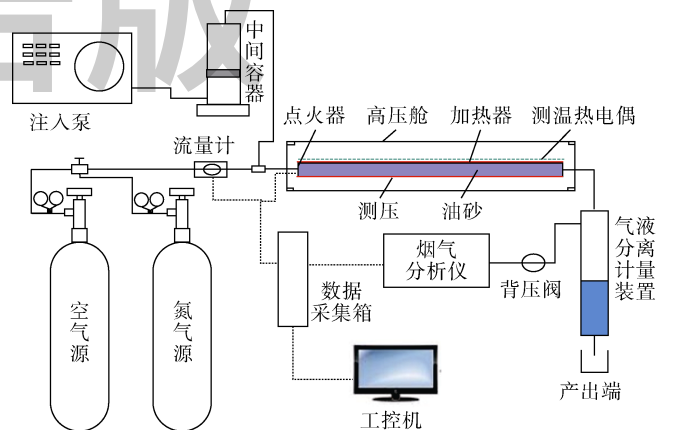 中
间
容
器
注入泵
流量计
点火器
高压舱
加热器
测温热电偶
测压
油砂
空
气
源
氮
气
源
数据
采集箱
烟气
分析仪
背压阀
气液
分离
计量
装置
产出端
工控机